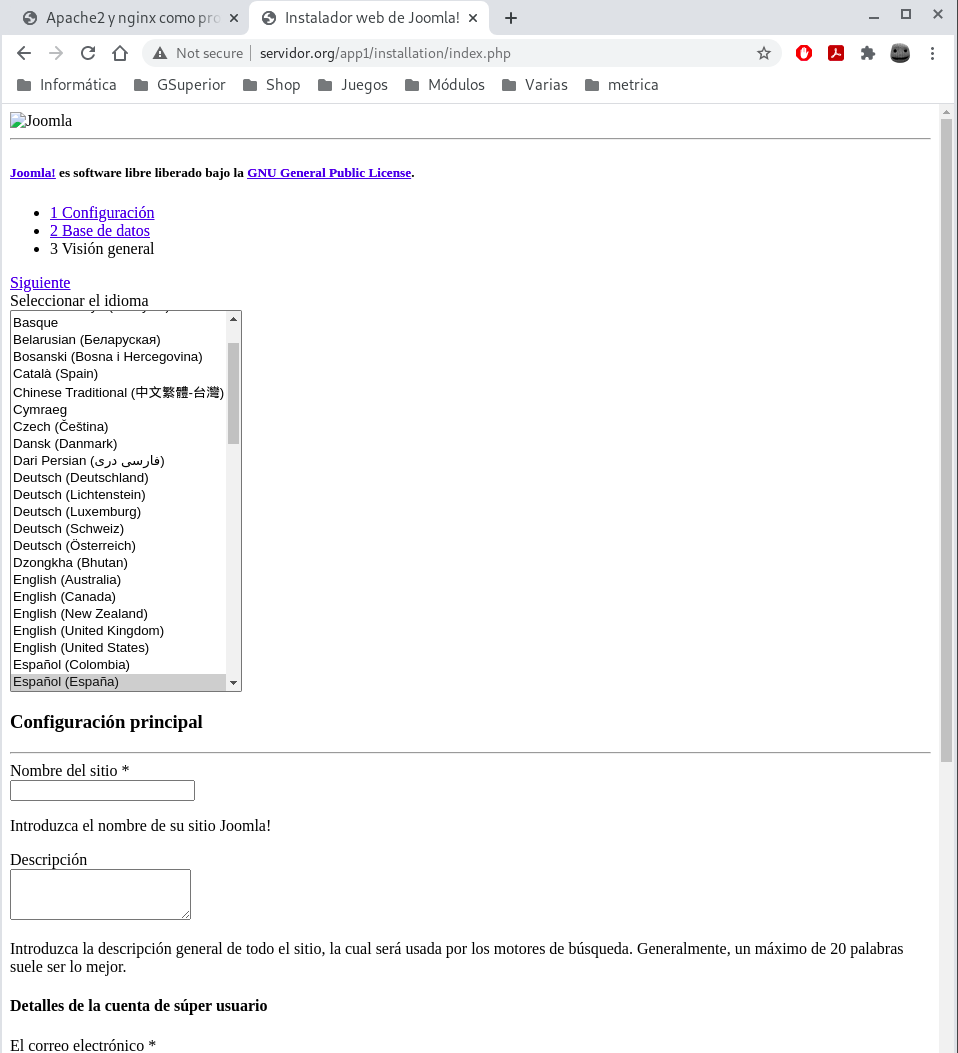 Apache2 y nginx como pro
Instalador web de Joomla!
Not secure
servidor.org/app1/installation/index.php
Informática
GSuperior
Shop
Juegos
Módulos
Varias
metrica
Joomla
Joomla! es software libre liberado bajo la GNU General Public License.
1 Configuración
2 Base de datos
3 Visión general
Siguiente
Seleccionar el idioma
Basque
Belarusian (Беларуская)
Bosanski (Bosna i Hercegovina)
Català (Spain)
Chinese Traditional (中文繁體-台灣)
Cymraeg
Czech (Čeština)
Dansk (Danmark)
Dari Persian (فارسی دری)
Deutsch (Deutschland)
Deutsch (Lichtenstein)
Deutsch (Luxemburg)
Deutsch (Schweiz)
Deutsch (Österreich)
Dzongkha (Bhutan)
English (Australia)
English (Canada)
English (New Zealand)
English (United Kingdom)
English (United States)
Español (Colombia)
Español (España)
Configuración principal
Nombre del sitio *
Introduzca el nombre de su sitio Joomla!
Descripción
Introduzca la descripción general de todo el sitio, la cual será usada por los motores de búsqueda. Generalmente, un máximo de 20 palabras
suele ser lo mejor.
Detalles de la cuenta de súper usuario
El correo electrónico *